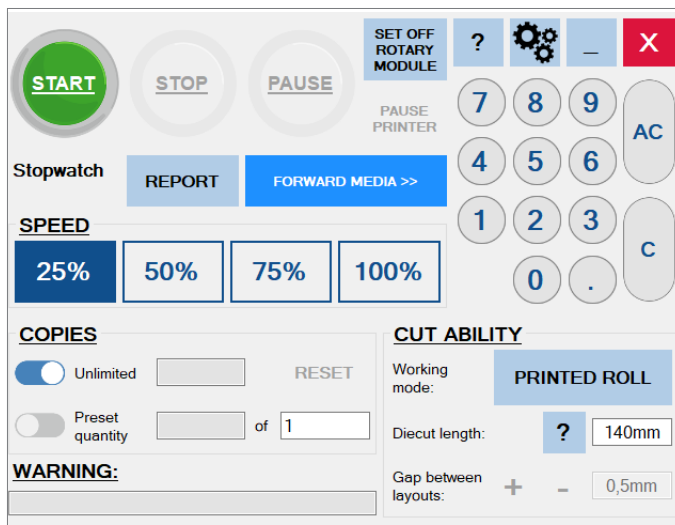 START
STOP
PAUSE
SET OFF
ROTARY
MODULE
PAUSE
PRINTER
?
_
X
7 8 9
AC
4 5 6
1 2 3
C
0 .
Stopwatch
REPORT
FORWARD MEDIA >>
SPEED
25% 50% 75% 100%
COPIES
Unlimited
RESET
Preset
quantity
of 1
WARNING:
CUT ABILITY
Working
mode:
PRINTED ROLL
Diecut length:
?
140mm
Gap between
layouts:
+ -
0,5mm